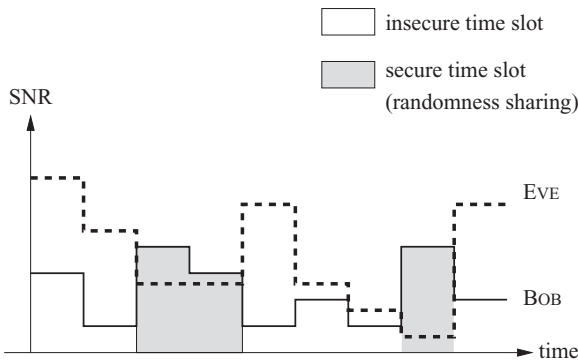 insecure time slot
secure time slot
(randomness sharing)
SNR
EVE
BOB
time